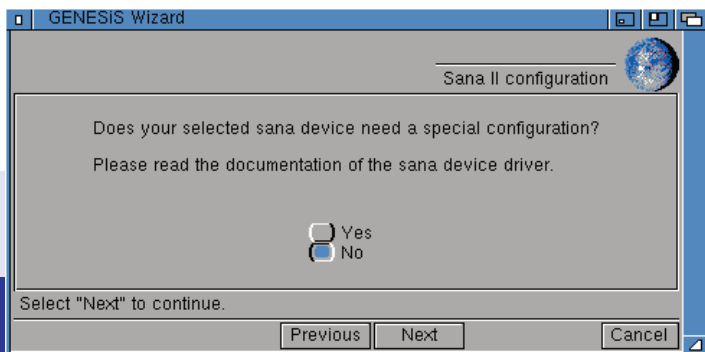 GENESiS Wizard
Sana II configuration
Does your selected sana device need a special configuration?
Please read the documentation of the sana device driver.
Yes
No
Select "Next" to continue.
Previous Next Cancel